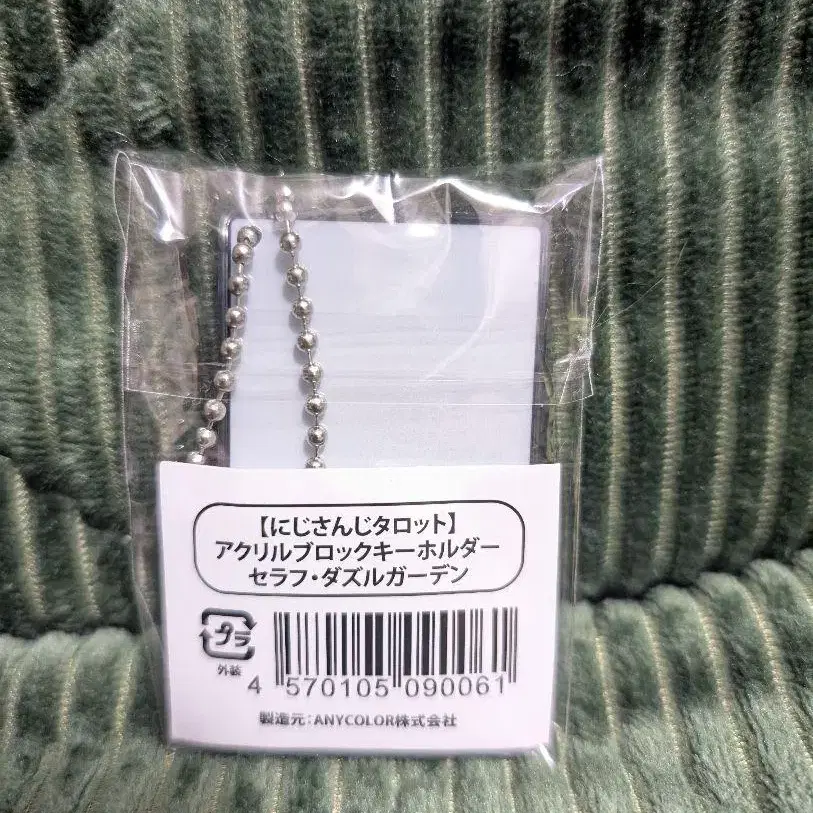 【にじさんじタロット】
アクリルブロックキーホルダー
セラフ・ダズルガーデン
プラ
外装
4 570105 090061
製造元：ANYCOLOR株式会社